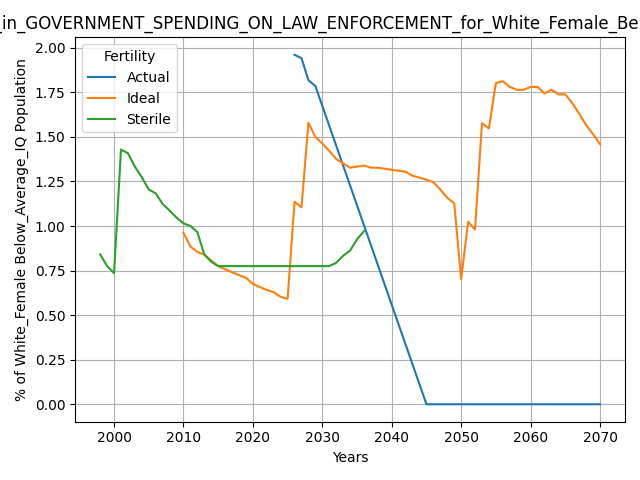 _in_GOVERNMENT_SPENDING_ON_LAW_ENFORCEMENT_for_White_Female_Be
Fertility
Actual
Ideal
Sterile
% of White_Female Below_Average_IQ Population
2.00
1.75
1.50
1.25
1.00
0.75
0.50
0.25
0.00
2000 2010 2020 2030 2040 2050 2060 2070
Years